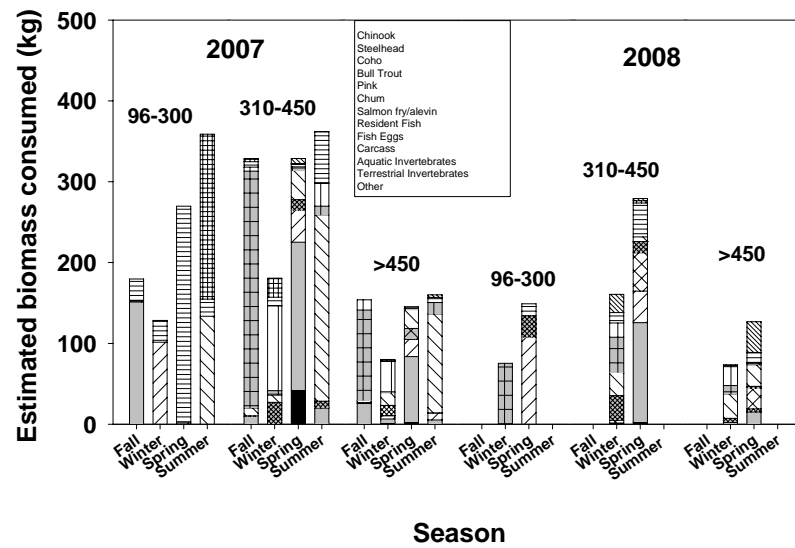 Estimated biomass consumed (kg)
500
400
300
200
100
0
2007
2008
Chinook
Steelhead
Coho
Bull Trout
Pink
Chum
Salmon fry/alevin
Resident Fish
Fish Eggs
Carcass
Aquatic Invertebrates
Terrestrial Invertebrates
Other
96-300
310-450
>450
96-300
310-450
>450
Fall
Winter
Spring
Summer
Fall
Winter
Spring
Summer
Fall
Winter
Spring
Summer
Fall
Winter
Spring
Summer
Fall
Winter
Spring
Summer
Fall
Winter
Spring
Summer
Season